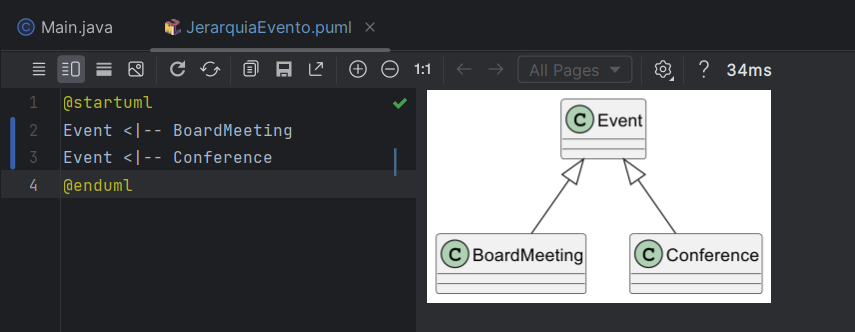 Main.java JerarquiaEvento.puml
1:1 All Pages ? 34ms
1 @startuml
2 Event <|-- BoardMeeting
3 Event <|-- Conference
4 @enduml
C Event
C BoardMeeting C Conference